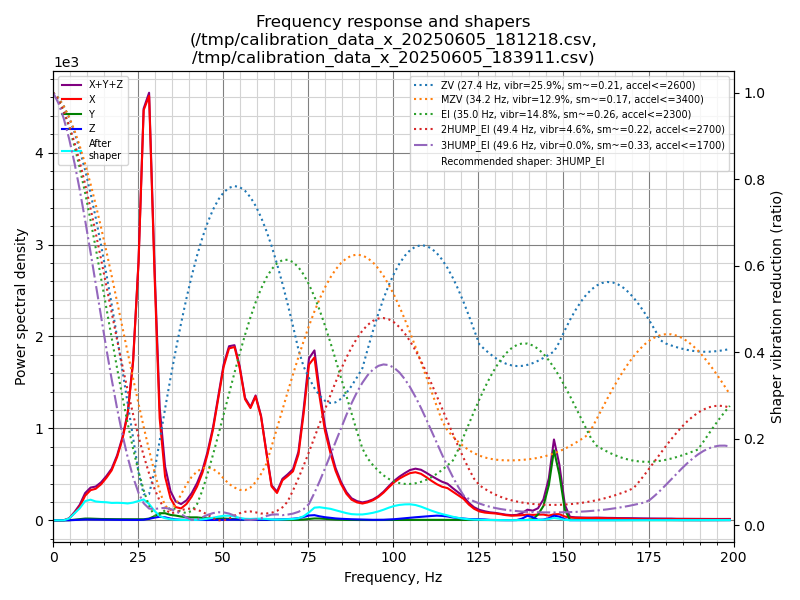 Frequency response and shapers
(/tmp/calibration_data_x_20250605_181218.csv,
/tmp/calibration_data_x_20250605_183911.csv)
1e3
X+Y+Z
X
Y
Z
After
shaper
ZV (27.4 Hz, vibr=25.9%, sm~=0.21, accel<=2600)
MZV (34.2 Hz, vibr=12.9%, sm~=0.17, accel<=3400)
EI (35.0 Hz, vibr=14.8%, sm~=0.26, accel<=2300)
2HUMP_EI (49.4 Hz, vibr=4.6%, sm~=0.22, accel<=2700)
3HUMP_EI (49.6 Hz, vibr=0.0%, sm~=0.33, accel<=1700)
Recommended shaper: 3HUMP_EI
Power spectral density
4
3
2
1
0
1.0
0.8
0.6
0.4
0.2
0.0
Shaper vibration reduction (ratio)
0 25 50 75 100 125 150 175 200
Frequency, Hz